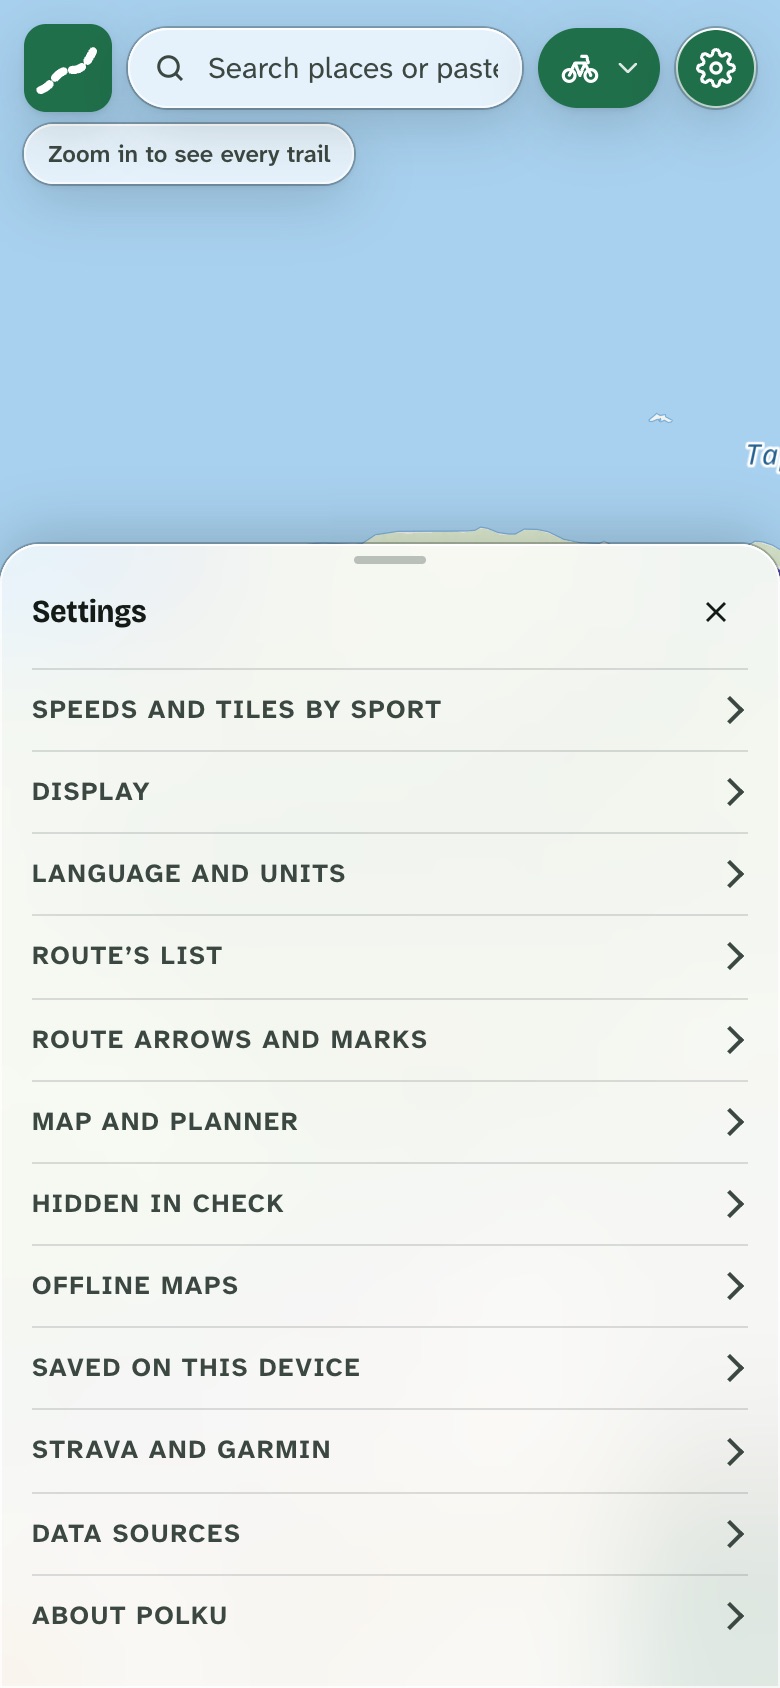 Search places or paste
Zoom in to see every trail
Settings
SPEEDS AND TILES BY SPORT
DISPLAY
LANGUAGE AND UNITS
ROUTE’S LIST
ROUTE ARROWS AND MARKS
MAP AND PLANNER
HIDDEN IN CHECK
OFFLINE MAPS
SAVED ON THIS DEVICE
STRAVA AND GARMIN
DATA SOURCES
ABOUT POLKU